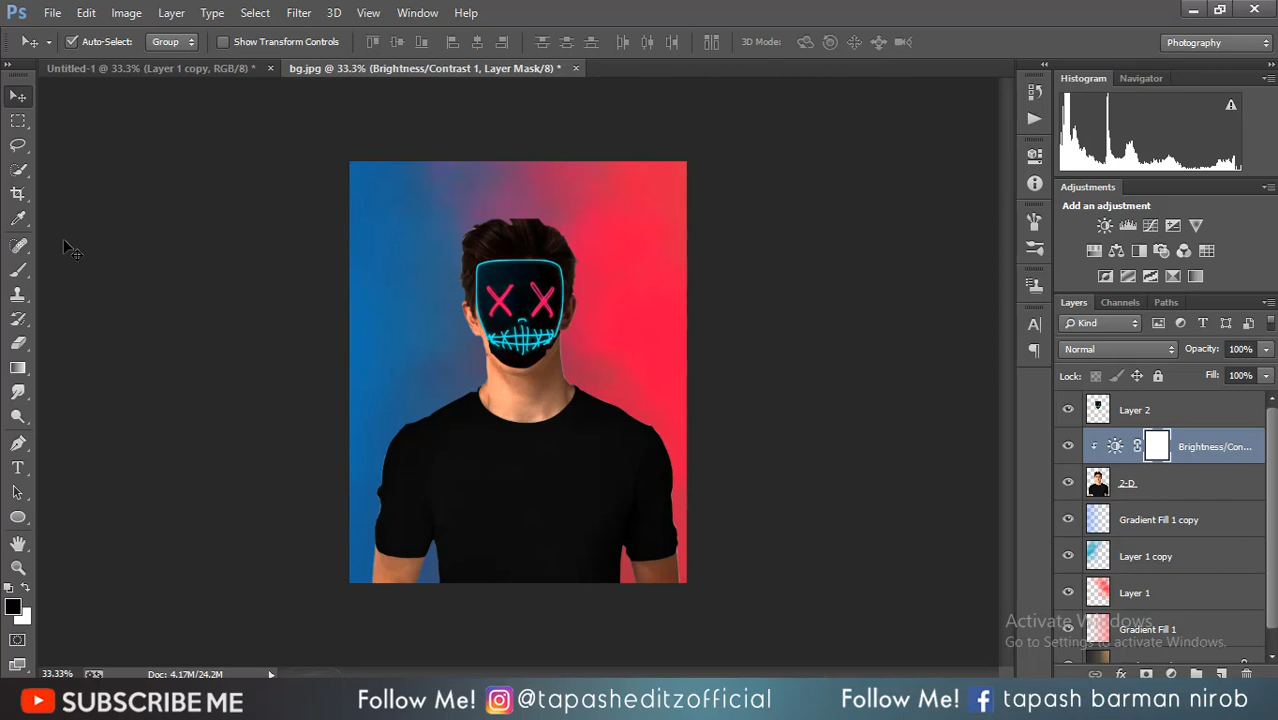 Ps File Edit Image Layer Type Select Filter 3D View Window Help
Auto-Select: Group Show Transform Controls 3D Mode: Photography
Untitled-1 @ 33.3% (Layer 1 copy, RGB/8) * × bg.jpg @ 33.3% (Brightness/Contrast 1, Layer Mask/8) * ×
Histogram Navigator
Adjustments
Add an adjustment
Layers Channels Paths
Kind
Normal Opacity: 100%
Lock: Fill: 100%
Layer 2
Brightness/Con...
2-D
Gradient Fill 1 copy
Layer 1 copy
Layer 1
Gradient Fill 1
Activate Windows
Go to Settings to activate Windows.
33.33% Doc: 4.17M/24.2M
SUBSCRIBE ME Follow Me! @tapasheditzofficial Follow Me! tapash barman nirob